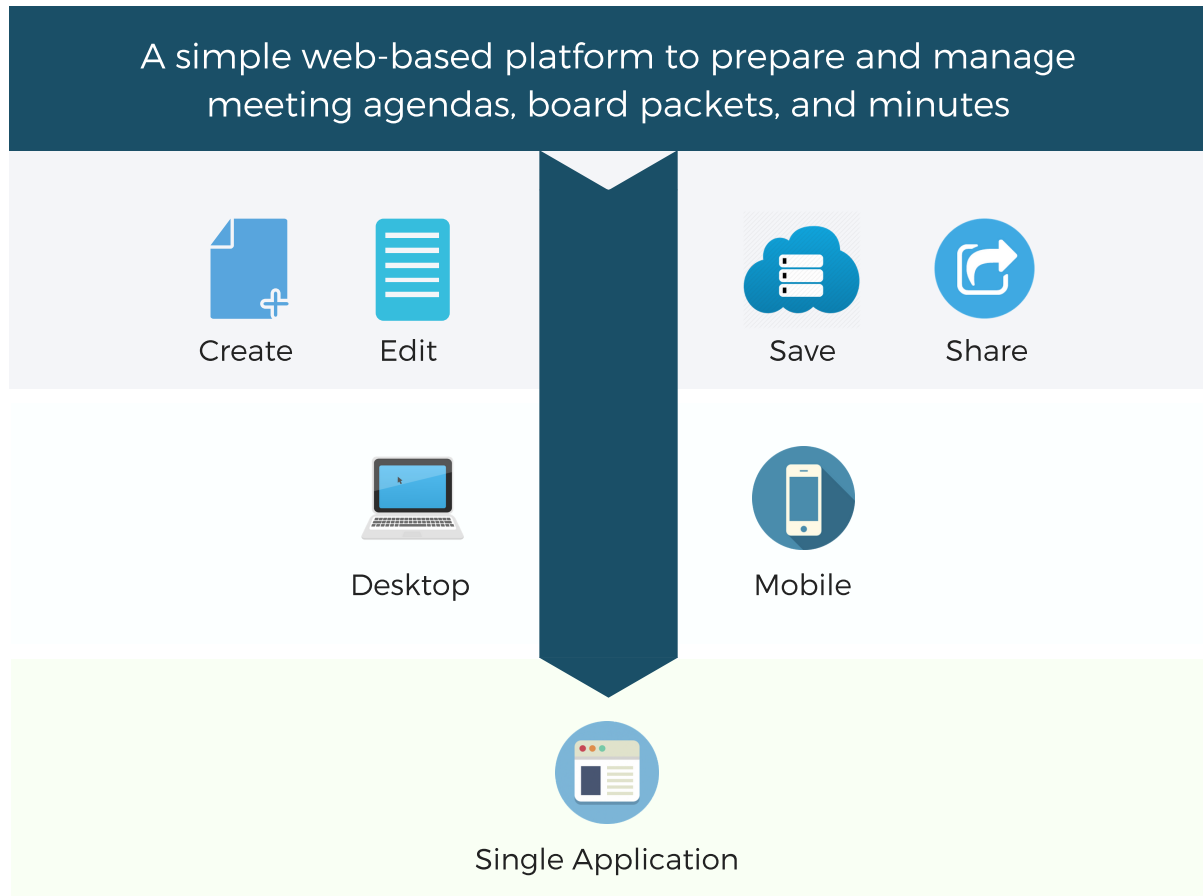 A simple web-based platform to prepare and manage
meeting agendas, board packets, and minutes
Create
Edit
Save
Share
Desktop
Mobile
Single Application